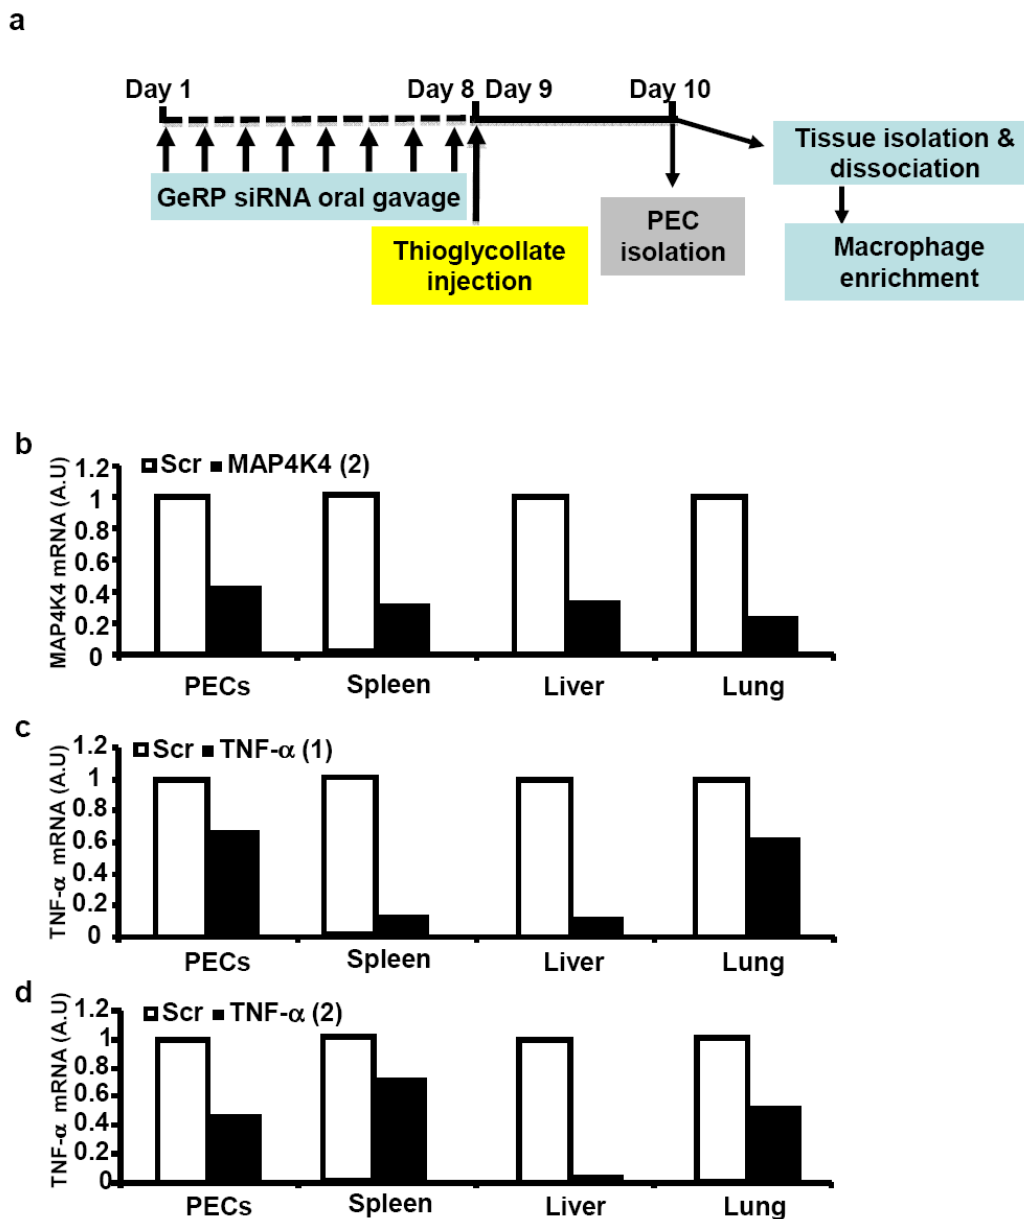 a
Day 1
Day 8
Day 9
Day 10
GeRP siRNA oral gavage
Thioglycollate
injection
PEC
isolation
Tissue isolation &
dissociation
Macrophage
enrichment
b
MAP4K4 mRNA (A.U)
Scr MAP4K4 (2)
1.2
1
0.8
0.6
0.4
0.2
0
PECs Spleen Liver Lung
c
TNF-α mRNA (A.U)
Scr TNF-α (1)
1.2
1
0.8
0.6
0.4
0.2
0
PECs Spleen Liver Lung
d
TNF-α mRNA (A.U)
Scr TNF-α (2)
1.2
1
0.8
0.6
0.4
0.2
0
PECs Spleen Liver Lung